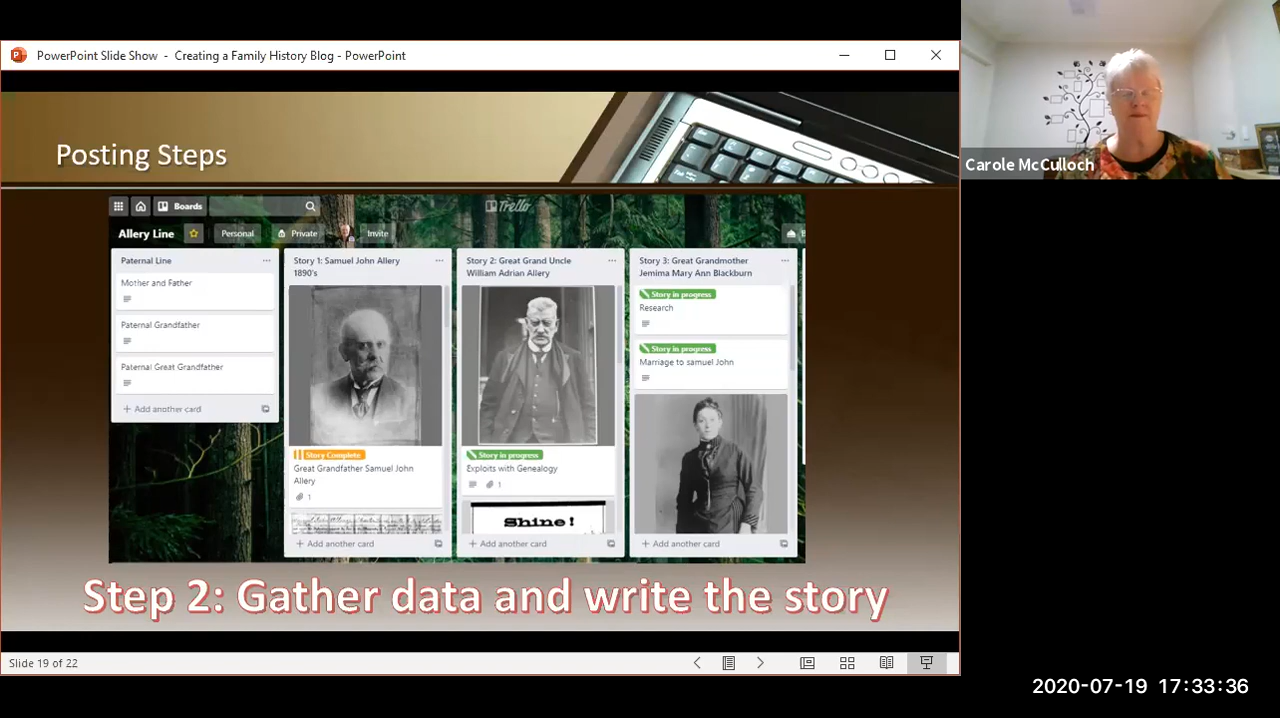 PowerPoint Slide Show - Creating a Family History Blog - PowerPoint
Carole McCulloch
Posting Steps
Boards
Trello
Allery Line
Personal
Private
Invite
Paternal Line
Mother and Father
Paternal Grandfather
Paternal Great Grandfather
+ Add another card
Story 1: Samuel John Allery
1890's
Story Complete
Great Grandfather Samuel John
Allery
1
+ Add another card
Story 2: Great Grand Uncle
William Adrian Allery
Story in progress
Exploits with Genealogy
1
Shine!
+ Add another card
Story 3: Great Grandmother
Jemima Mary Ann Blackburn
Story in progress
Research
Story in progress
Marriage to samuel John
+ Add another card
Step 2: Gather data and write the story
Slide 19 of 22
2020-07-19 17:33:36